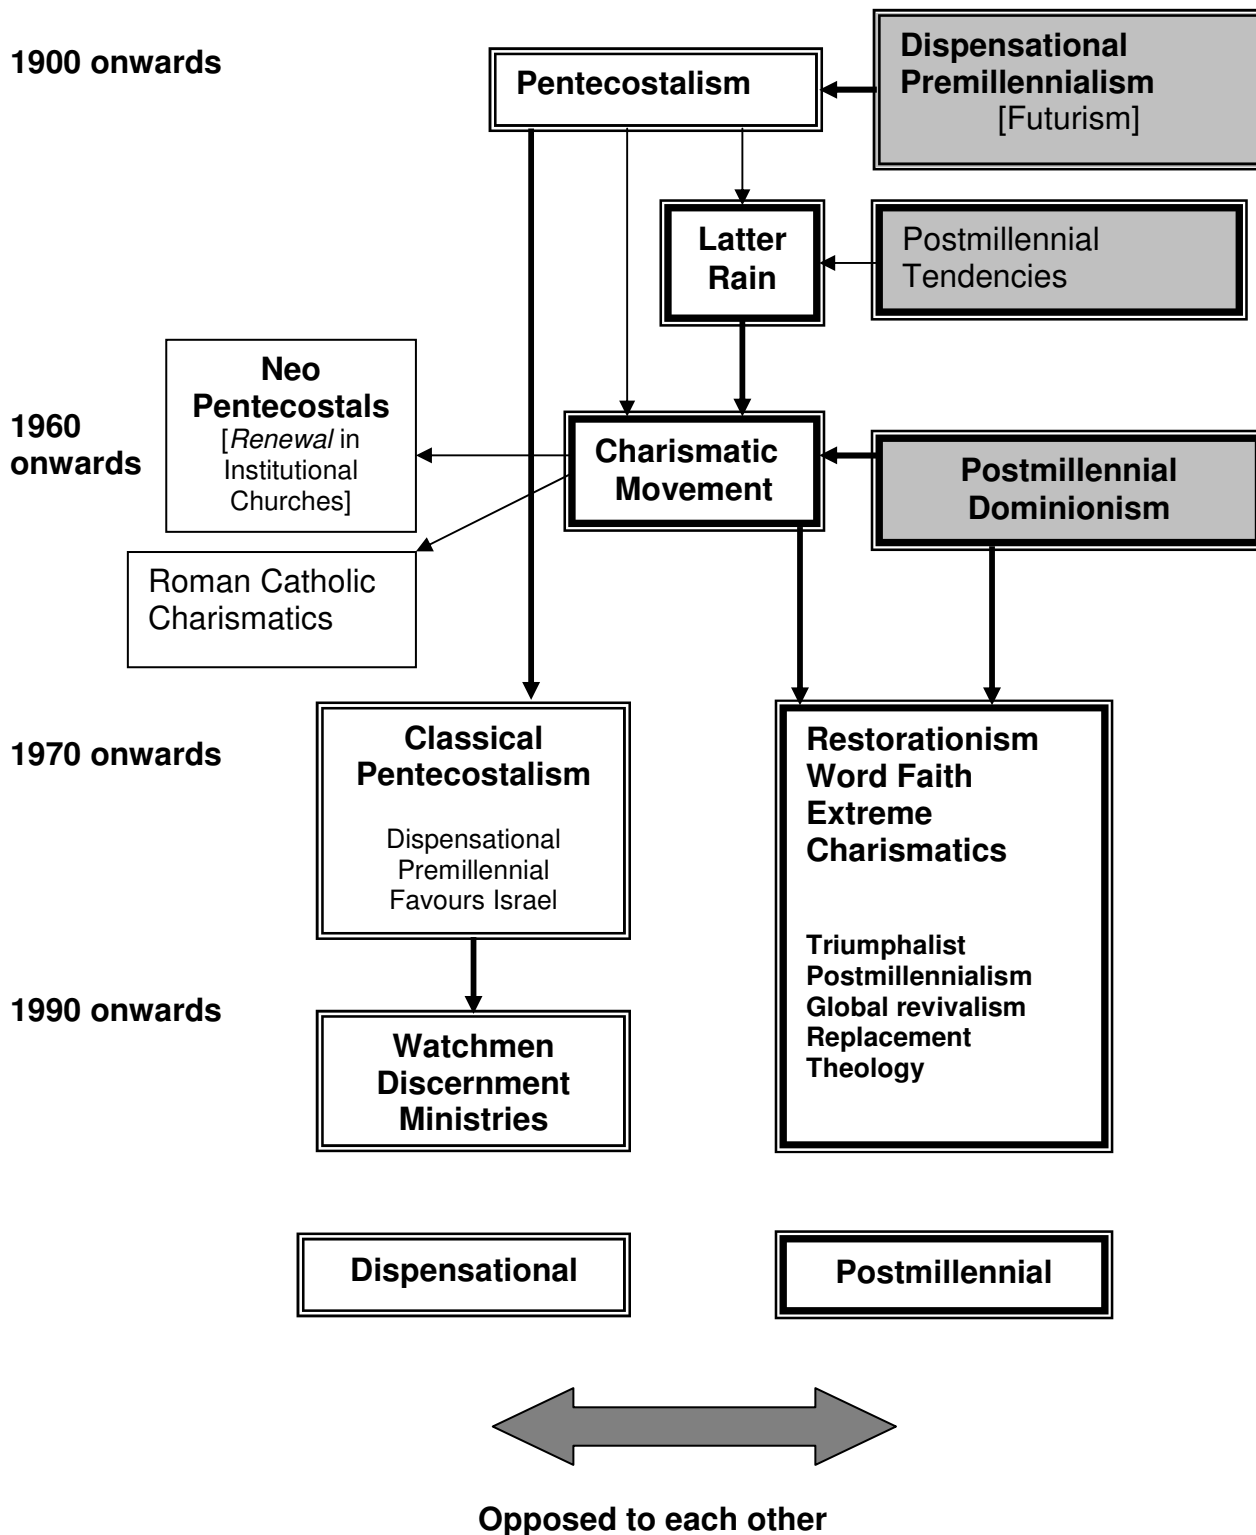 1900 onwards
Pentecostalism
Dispensational
Premillennialism
[Futurism]
Latter
Rain
Postmillennial
Tendencies
Neo
Pentecostals
[Renewal in
Institutional
Churches]
1960
onwards
Charismatic
Movement
Postmillennial
Dominionism
Roman Catholic
Charismatics
1970 onwards
Classical
Pentecostalism
Dispensational
Premillennial
Favours Israel
Restorationism
Word Faith
Extreme
Charismatics
Triumphalist
Postmillennialism
Global revivalism
Replacement
Theology
1990 onwards
Watchmen
Discernment
Ministries
Dispensational
Postmillennial
Opposed to each other